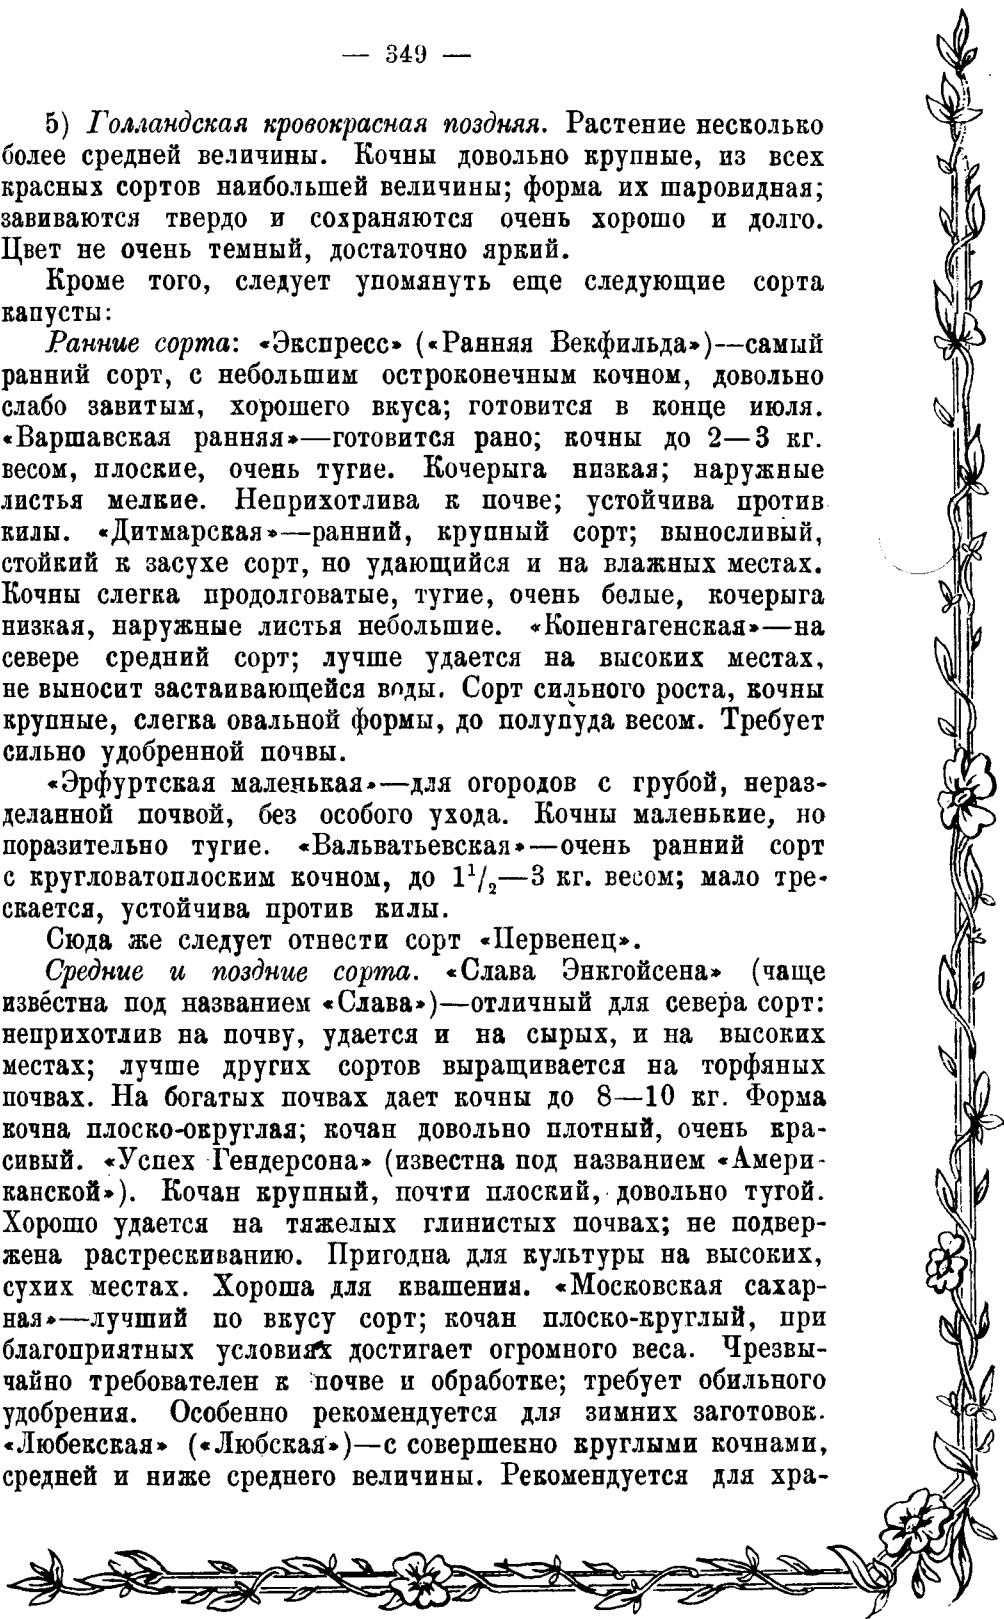 — 349 —
5) Голландская кровокрасная поздняя. Растение несколько
более средней величины. Кочны довольно крупные, из всех
красных сортов наибольшей величины; форма их шаровидная;
завиваются твердо и сохраняются очень хорошо и долго.
Цвет не очень темный, достаточно яркий.
Кроме того, следует упомянуть еще следующие сорта
капусты:
Ранние сорта: «Экспресс» («Ранняя Векфильда»)—самый
ранний сорт, с небольшим остроконечным кочном, довольно
слабо завитым, хорошего вкуса; готовится в конце июля.
«Варшавская ранняя»—готовится рано; кочны до 2—3 кг.
весом, плоские, очень тугие. Кочерыга низкая; наружные
листья мелкие. Неприхотлива к почве; устойчива против
килы. «Дитмарская»—ранний, крупный сорт; выносливый,
стойкий к засухе сорт, но удающийся и на влажных местах.
Кочны слегка продолговатые, тугие, очень белые, кочерыга
низкая, наружные листья небольшие. «Копенгагенская»—на
севере средний сорт; лучше удается на высоких местах,
не выносит застаивающейся воды. Сорт сильного роста, кочны
крупные, слегка овальной формы, до полупуда весом. Требует
сильно удобренной почвы.
«Эрфуртская маленькая»—для огородов с грубой, нераз-
деланной почвой, без особого ухода. Кочны маленькие, но
поразительно тугие. «Вальватьевская»—очень ранний сорт
с кругловатоплоским кочном, до 1¹/₂—3 кг. весом; мало тре-
скается, устойчива против килы.
Сюда же следует отнести сорт «Первенец».
Средние и поздние сорта. «Слава Энкгойсена» (чаще
известна под названием «Слава»)—отличный для севера сорт:
неприхотлив на почву, удается и на сырых, и на высоких
местах; лучше других сортов выращивается на торфяных
почвах. На богатых почвах дает кочны до 8—10 кг. Форма
кочна плоско-округлая; кочан довольно плотный, очень кра-
сивый. «Успех Гендерсона» (известна под названием «Амери-
канской»). Кочан крупный, почти плоский, довольно тугой.
Хорошо удается на тяжелых глинистых почвах; не подвер-
жена растрескиванию. Пригодна для культуры на высоких,
сухих местах. Хороша для квашения. «Московская сахар-
ная»—лучший по вкусу сорт; кочан плоско-круглый, при
благоприятных условиях достигает огромного веса. Чрезвы-
чайно требователен к почве и обработке; требует обильного
удобрения. Особенно рекомендуется для зимних заготовок.
«Любекская» («Любская»)—с совершенно круглыми кочнами,
средней и ниже среднего величины. Рекомендуется для хра-